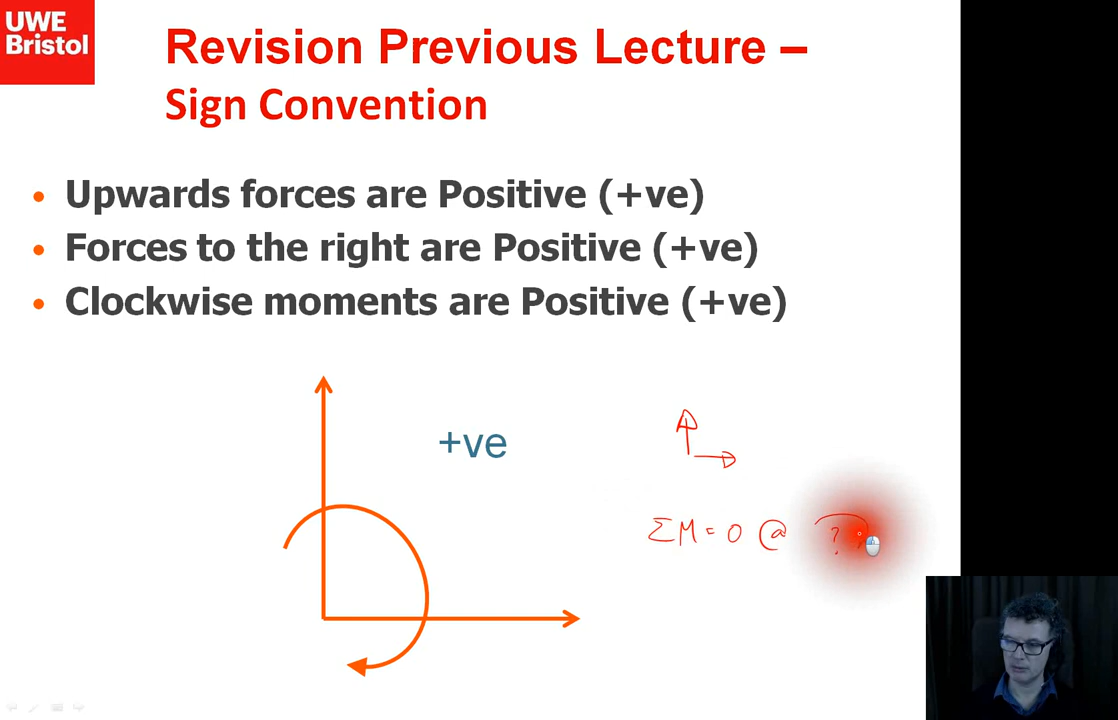 UWE
Bristol
Revision Previous Lecture –
Sign Convention
• Upwards forces are Positive (+ve)
• Forces to the right are Positive (+ve)
• Clockwise moments are Positive (+ve)
+ve
ΣM = 0 @ ?